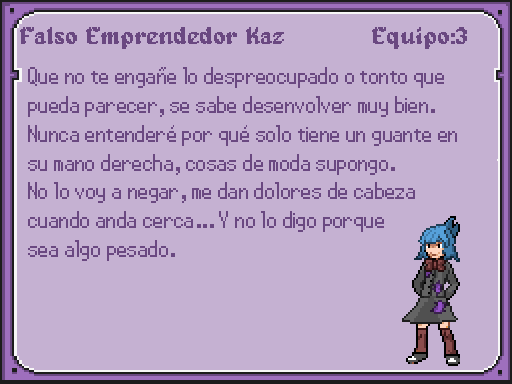 Falso Emprendedor Kaz Equipo:3
Que no te engañe lo despreocupado o tonto que
pueda parecer, se sabe desenvolver muy bien.
Nunca entenderé por qué solo tiene un guante en
su mano derecha, cosas de moda supongo.
No lo voy a negar, me dan dolores de cabeza
cuando anda cerca... Y no lo digo porque
sea algo pesado.